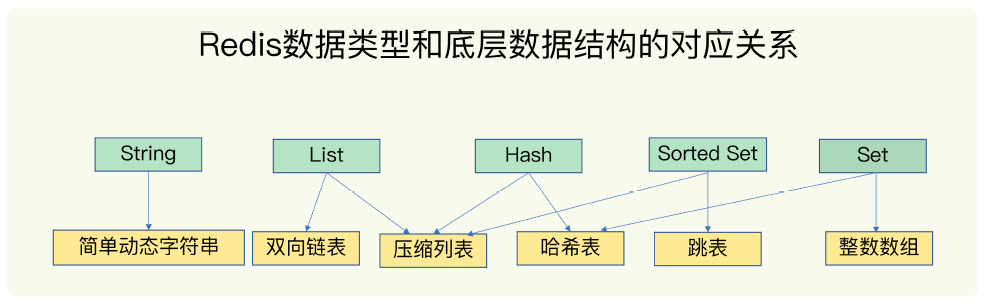 Redis数据类型和底层数据结构的对应关系
String
List
Hash
Sorted Set
Set
简单动态字符串
双向链表
压缩列表
哈希表
跳表
整数数组